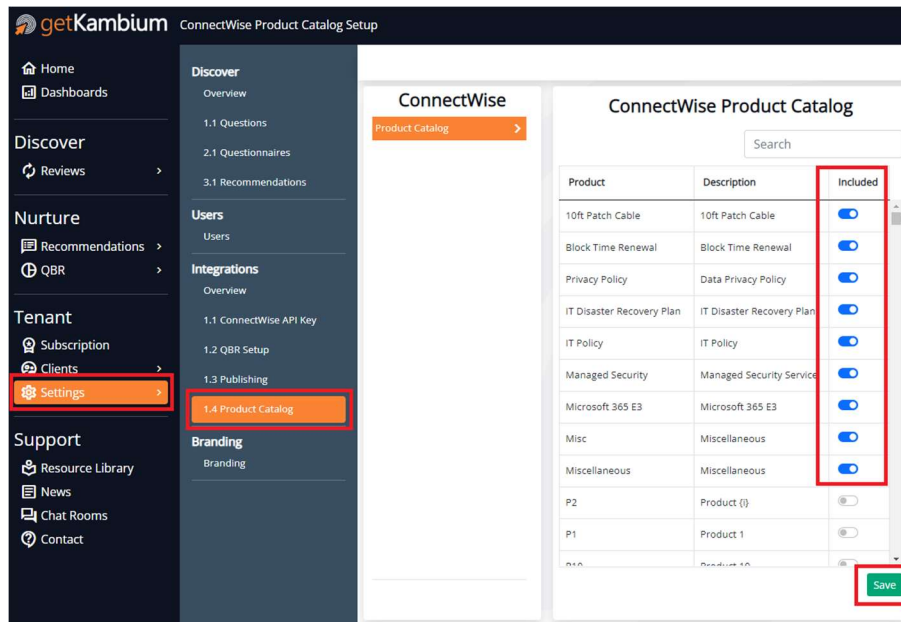 getKambium ConnectWise Product Catalog Setup
Home
Dashboards
Discover
Reviews
Nurture
Recommendations
QBR
Tenant
Subscription
Clients
Settings
Support
Resource Library
News
Chat Rooms
Contact
Discover
Overview
1.1 Questions
2.1 Questionnaires
3.1 Recommendations
Users
Users
Integrations
Overview
1.1 ConnectWise API Key
1.2 QBR Setup
1.3 Publishing
1.4 Product Catalog
Branding
Branding
ConnectWise
Product Catalog
ConnectWise Product Catalog
Search
Product Description Included
10ft Patch Cable 10ft Patch Cable
Block Time Renewal Block Time Renewal
Privacy Policy Data Privacy Policy
IT Disaster Recovery Plan IT Disaster Recovery Plan
IT Policy IT Policy
Managed Security Managed Security Service
Microsoft 365 E3 Microsoft 365 E3
Misc Miscellaneous
Miscellaneous Miscellaneous
P2 Product {i}
P1 Product 1
P10 Product 10
Save